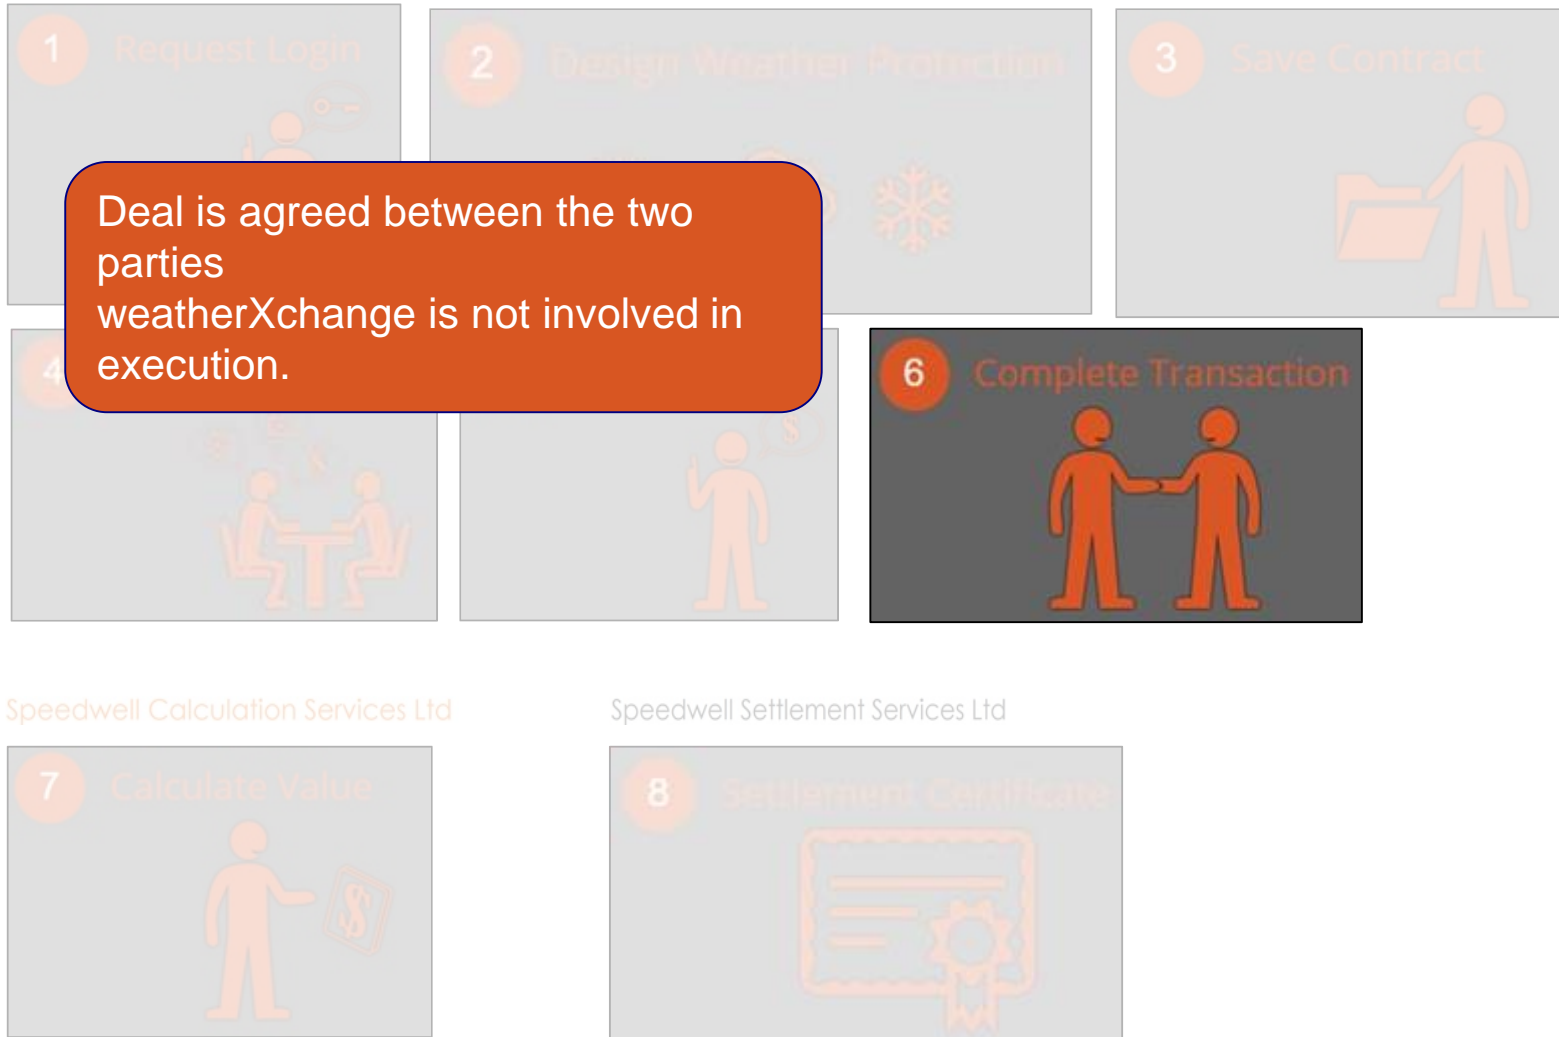 1 Request Login
2 Design Weather Protection
3 Save Contract
Deal is agreed between the two
parties
weatherXchange is not involved in
execution.
4
6 Complete Transaction
Speedwell Calculation Services Ltd
Speedwell Settlement Services Ltd
7 Calculate Value
8 Settlement Certificate